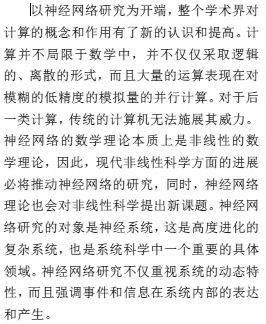 以神经网络研究为开端，整个学术界对
计算的概念和作用有了新的认识和提高。计
算并不局限于数学中，并不仅仅采取逻辑
的、离散的形式，而且大量的运算表现在对
模糊的低精度的模拟量的并行计算。对于后
一类计算，传统的计算机无法施展其威力。
神经网络的数学理论本质上是非线性的数
学理论，因此，现代非线性科学方面的进展
必将推动神经网络的研究，同时，神经网络
理论也会对非线性科学提出新课题。神经网
络研究的对象是神经系统，这是高度进化的
复杂系统，也是系统科学中一个重要的具体
领域。神经网络研究不仅重视系统的动态特
性，而且强调事件和信息在系统内部的表达
和产生。